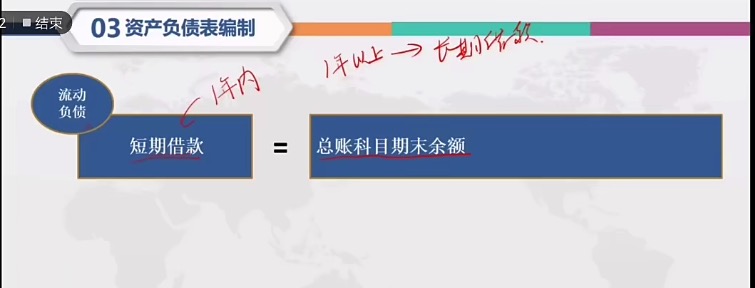 2 结束
03 资产负债表编制
1年内
1年以上→长期借款.
流动
负债
短期借款 = 总账科目期末余额